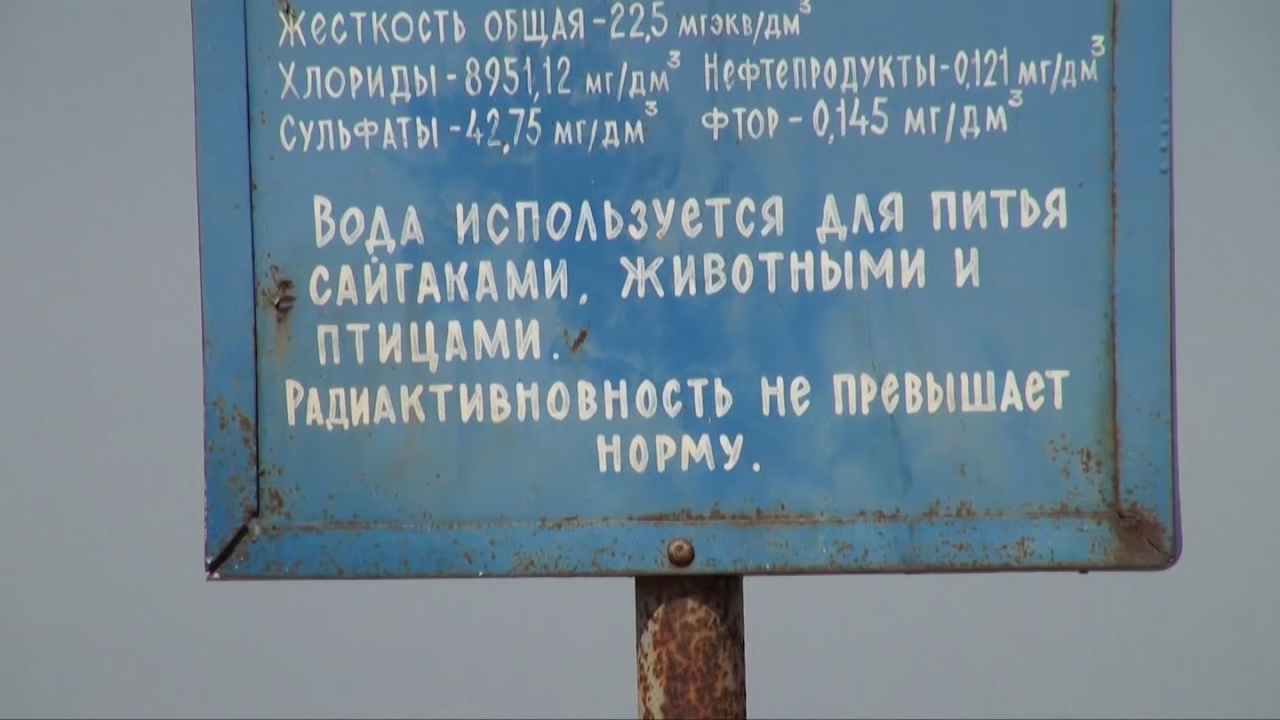 ЖЕСТКОСТЬ ОБЩАЯ-22,5 МГЭКВ/ДМ³
ХЛОРИДЫ-8951,12 МГ/ДМ³ НЕФТЕПРОДУКТЫ-0,121 МГ/ДМ³
СУЛЬФАТЫ-42,75 МГ/ДМ³ ФТОР-0,145 МГ/ДМ³
ВОДА ИСПОЛЬЗУЕТСЯ ДЛЯ ПИТЬЯ
САЙГАКАМИ, ЖИВОТНЫМИ И
ПТИЦАМИ.
РАДИАКТИВНОВНОСТЬ НЕ ПРЕВЫШАЕТ
НОРМУ.